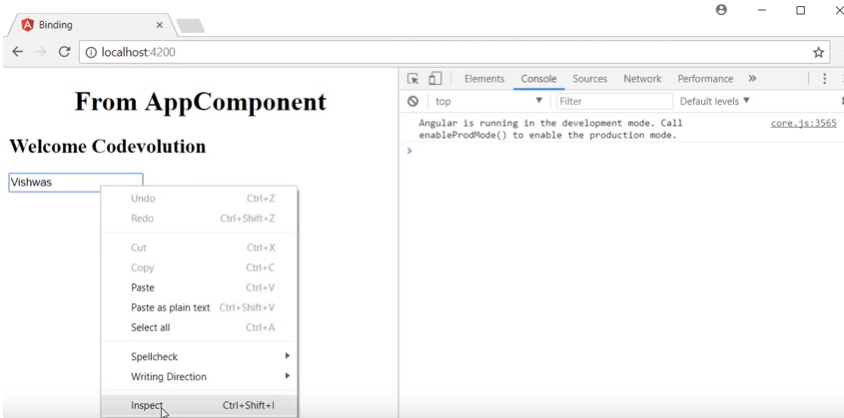 Binding
localhost:4200
Elements Console Sources Network Performance
top Filter Default levels
Angular is running in the development mode. Call core.js:3565
enableProdMode() to enable the production mode.
From AppComponent
Welcome Codevolution
Vishwas
Undo Ctrl+Z
Redo Ctrl+Shift+Z
Cut Ctrl+X
Copy Ctrl+C
Paste Ctrl+V
Paste as plain text Ctrl+Shift+V
Select all Ctrl+A
Spellcheck
Writing Direction
Inspect Ctrl+Shift+I